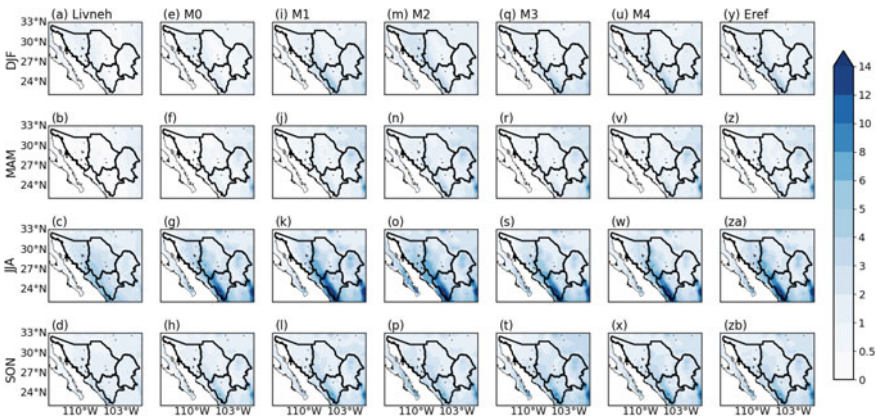 (a) Livneh (e) M0 (i) M1 (m) M2 (q) M3 (u) M4 (y) Eref
33°N
30°N
27°N
24°N
DJF
(b) (f) (j) (n) (r) (v) (z)
33°N
30°N
27°N
24°N
MAM
(c) (g) (k) (o) (s) (w) (za)
33°N
30°N
27°N
24°N
JJA
(d) (h) (l) (p) (t) (x) (zb)
33°N
30°N
27°N
24°N
SON
110°W 103°W 110°W 103°W 110°W 103°W 110°W 103°W 110°W 103°W 110°W 103°W 110°W 103°W
14
12
10
8
6
5
4
3
2
1
0.5
0